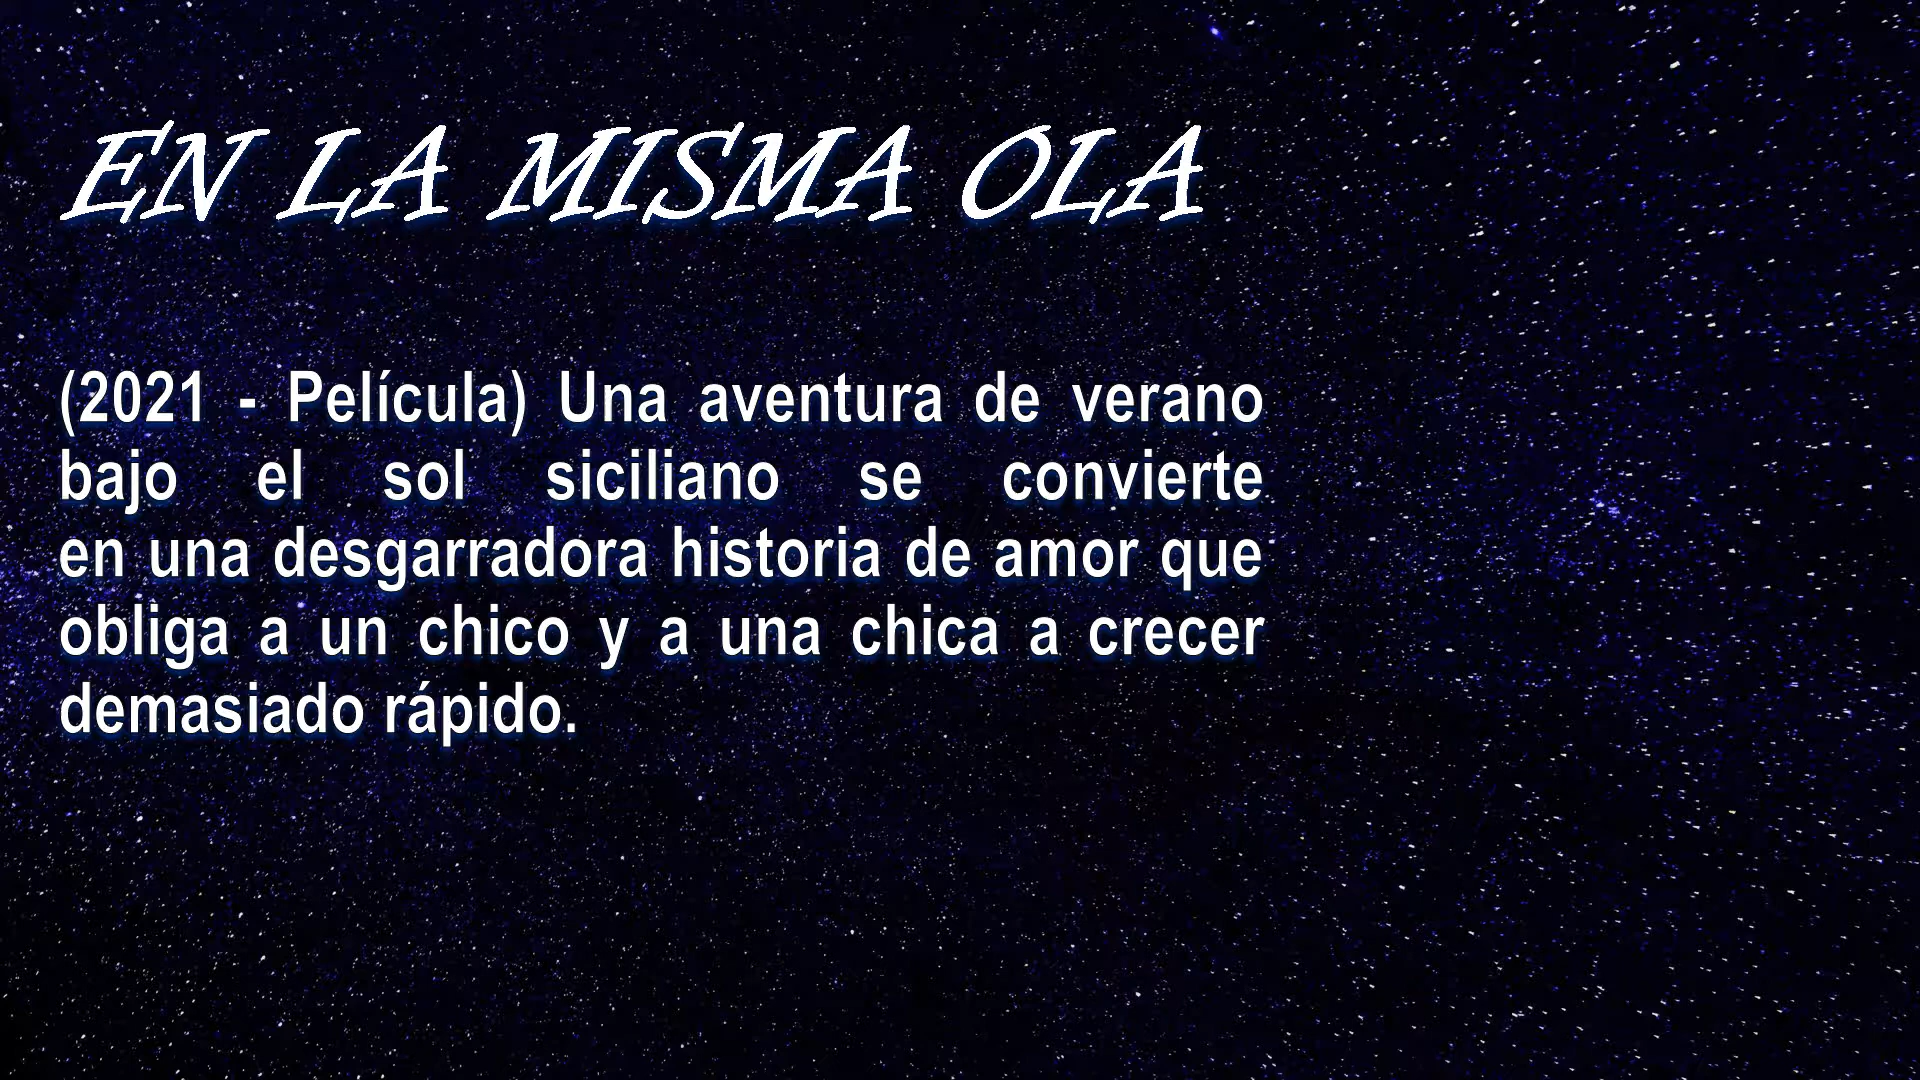 EN LA MISMA OLA
(2021 - Película) Una aventura de verano
bajo el sol siciliano se convierte
en una desgarradora historia de amor que
obliga a un chico y a una chica a crecer
demasiado rápido.